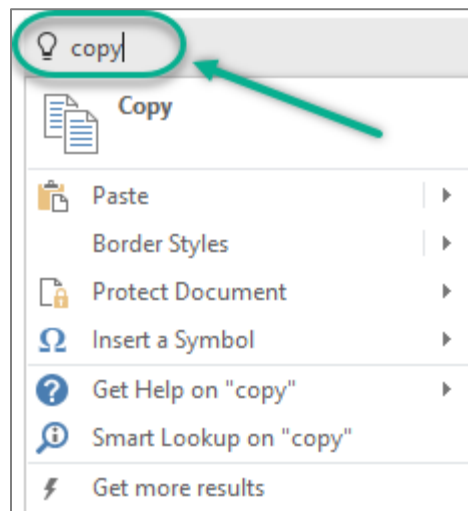 copy
Copy
Paste
Border Styles
Protect Document
Insert a Symbol
Get Help on "copy"
Smart Lookup on "copy"
Get more results